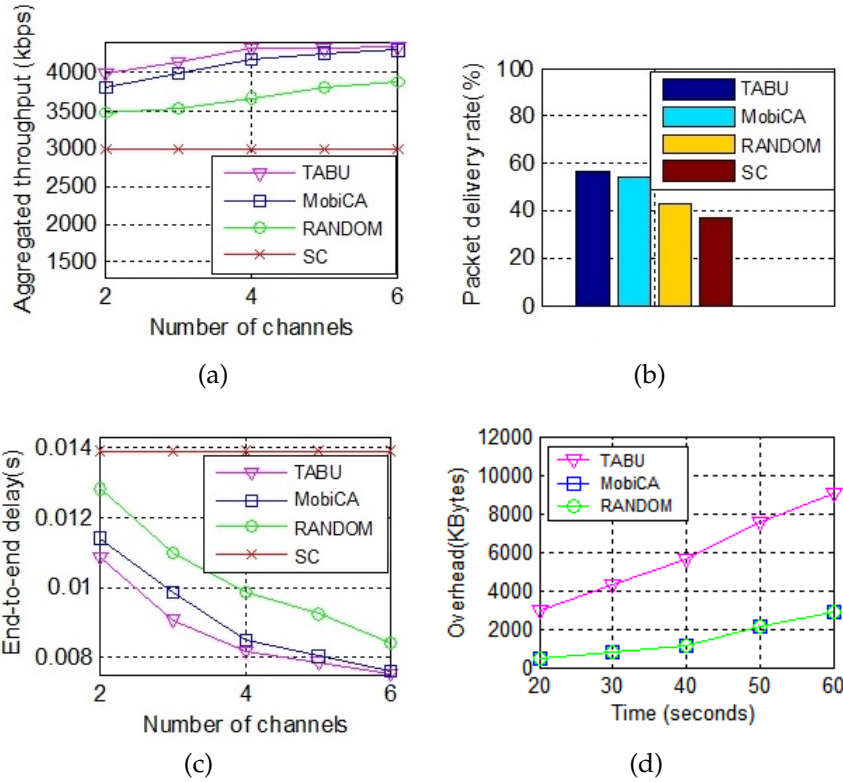 Aggregated throughput (kbps)
4000
3500
3000
2500
2000
1500
2 4 6
Number of channels
TABU
MobiCA
RANDOM
SC
(a)
Packet delivery rate( %)
100
80
60
40
20
0
TABU
MobiCA
RANDOM
SC
(b)
End-to-end delay(s)
0.014
0.012
0.01
0.008
2 4 6
Number of channels
TABU
MobiCA
RANDOM
SC
(c)
Overhead(KBytes)
12000
10000
8000
6000
4000
2000
0
20 30 40 50 60
Time (seconds)
TABU
MobiCA
RANDOM
(d)